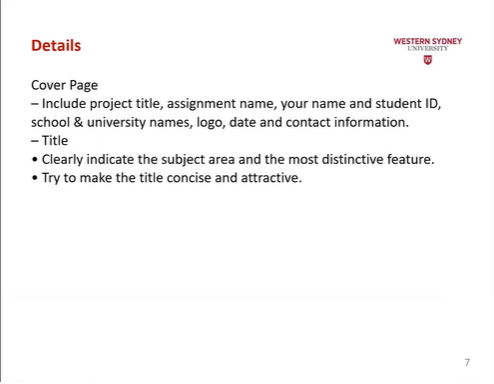 Details
WESTERN SYDNEY
UNIVERSITY
W
Cover Page
– Include project title, assignment name, your name and student ID,
school & university names, logo, date and contact information.
– Title
• Clearly indicate the subject area and the most distinctive feature.
• Try to make the title concise and attractive.
7